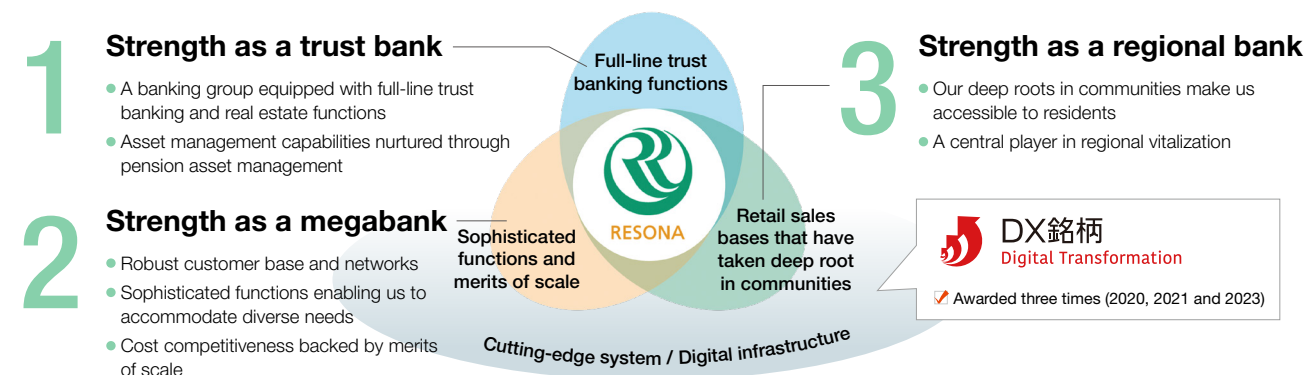 1
Strength as a trust bank
A banking group equipped with full-line trust
banking and real estate functions
Asset management capabilities nurtured through
pension asset management
2
Strength as a megabank
Robust customer base and networks
Sophisticated functions enabling us to
accommodate diverse needs
Cost competitiveness backed by merits
of scale
Full-line trust
banking functions
RESONA
Sophisticated
functions and
merits of scale
Retail sales
bases that have
taken deep root
in communities
Cutting-edge system / Digital infrastructure
3
Strength as a regional bank
Our deep roots in communities make us
accessible to residents
A central player in regional vitalization
DX銘柄
Digital Transformation
Awarded three times (2020, 2021 and 2023)